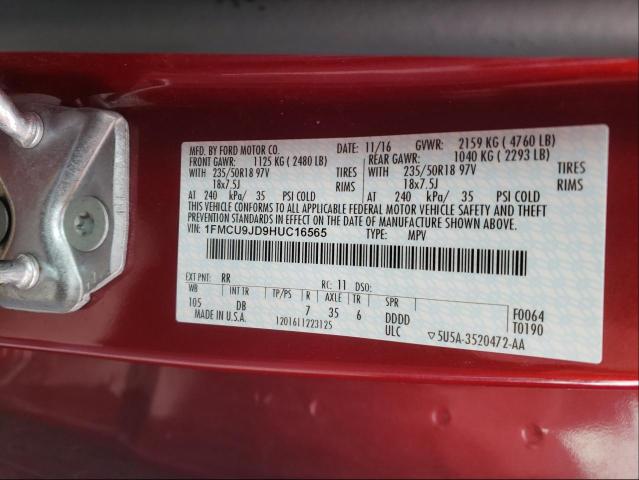 MFD. BY FORD MOTOR CO. DATE: 11/16 GVWR: 2159 KG ( 4760 LB)
FRONT GAWR: 1125 KG ( 2480 LB) REAR GAWR: 1040 KG ( 2293 LB)
WITH 235/50R18 97V TIRES WITH 235/50R18 97V TIRES
18x7.5J RIMS 18x7.5J RIMS
AT 240 kPa/ 35 PSI COLD AT 240 kPa/ 35 PSI COLD
THIS VEHICLE CONFORMS TO ALL APPLICABLE FEDERAL MOTOR VEHICLE SAFETY AND THEFT
PREVENTION STANDARDS IN EFFECT ON THE DATE OF MANUFACTURE SHOWN ABOVE.
VIN: 1FMCU9JD9HUC16565 TYPE: MPV
EXT PNT: RR RC: 11 DSO:
WB INT TR TP/PS R AXLE TR SPR
105 DB 7 35 6 DDDD F0064
MADE IN U.S.A. 1201611223125 ULC ▽5U5A-3520472-AA T0190